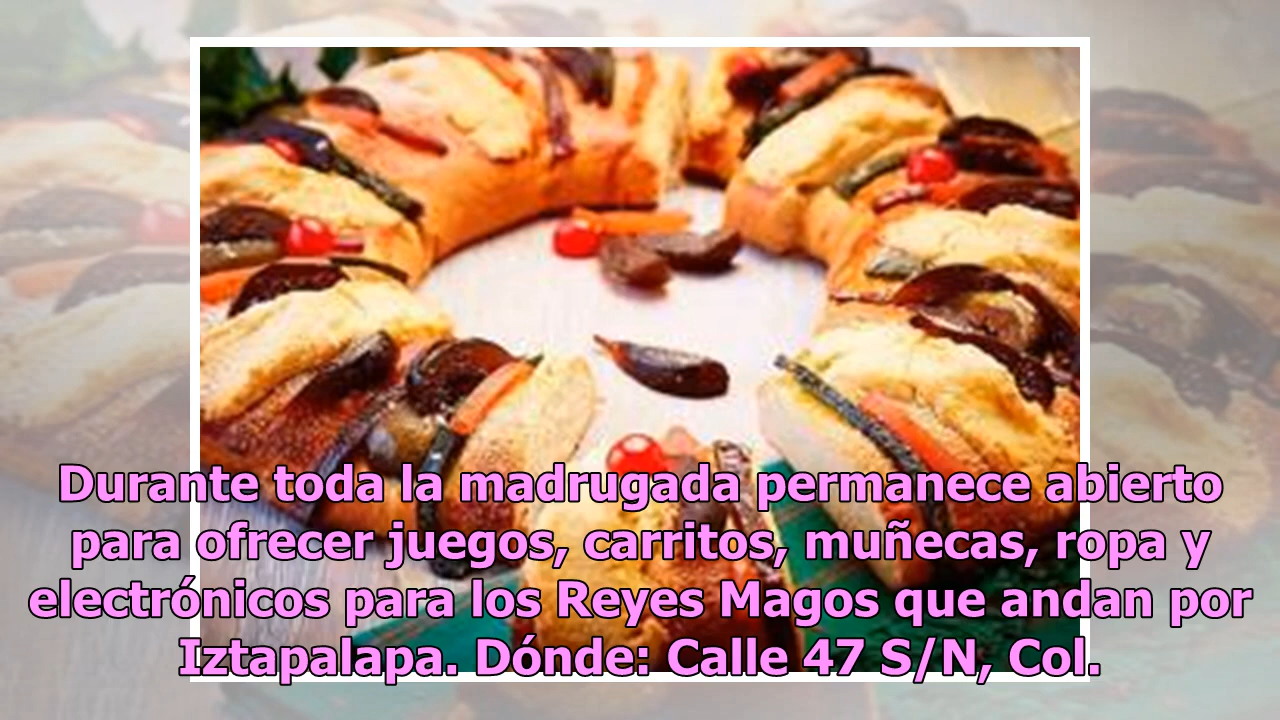 Durante toda la madrugada permanece abierto
para ofrecer juegos, carritos, muñecas, ropa y
electrónicos para los Reyes Magos que andan por
Iztapalapa. Dónde: Calle 47 S/N, Col.